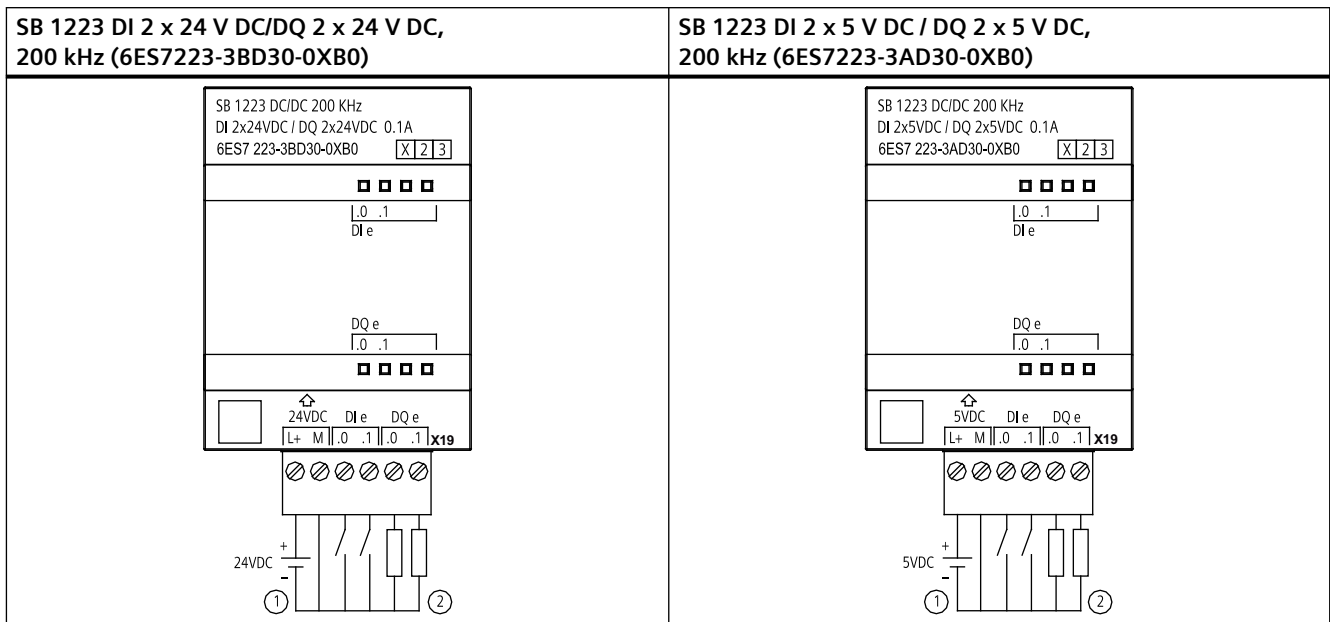 SB 1223 DI 2 x 24 V DC/DQ 2 x 24 V DC,
200 kHz (6ES7223-3BD30-0XB0)
SB 1223 DI 2 x 5 V DC / DQ 2 x 5 V DC,
200 kHz (6ES7223-3AD30-0XB0)
SB 1223 DC/DC 200 KHz
DI 2x24VDC / DQ 2x24VDC 0.1A
6ES7 223-3BD30-0XB0 X 2 3
.0 .1
DI e
DQ e
.0 .1
24VDC DI e DQ e
L+ M .0 .1 .0 .1 X19
+
24VDC
-
1 2
SB 1223 DC/DC 200 KHz
DI 2x5VDC / DQ 2x5VDC 0.1A
6ES7 223-3AD30-0XB0 X 2 3
.0 .1
DI e
DQ e
.0 .1
5VDC DI e DQ e
L+ M .0 .1 .0 .1 X19
+
5VDC
-
1 2